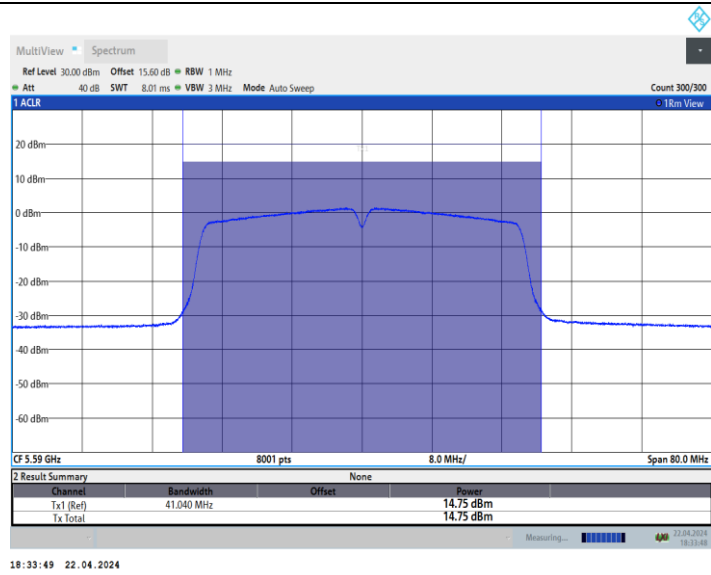 MultiView Spectrum
Ref Level 30.00 dBm Offset 15.60 dB RBW 1 MHz
Att 40 dB SWT 8.01 ms VBW 3 MHz Mode Auto Sweep Count 300/300
1 ACLR 1Rm View
20 dBm
10 dBm
0 dBm
-10 dBm
-20 dBm
-30 dBm
-40 dBm
-50 dBm
-60 dBm
CF 5.59 GHz 8001 pts 8.0 MHz/ Span 80.0 MHz
2 Result Summary None
Channel Bandwidth Offset Power
Tx1 (Ref) 41.040 MHz 14.75 dBm
Tx Total 14.75 dBm
Measuring... 22.04.2024
18:33:48
18:33:49 22.04.2024